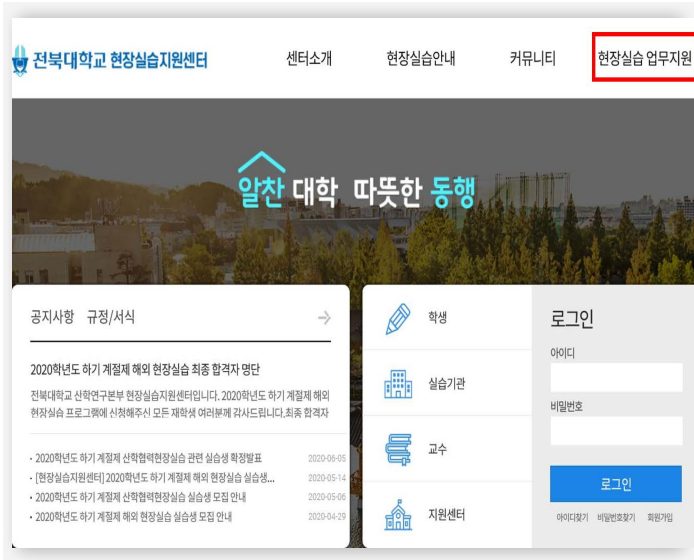 전북대학교 현장실습지원센터
센터소개
현장실습안내
커뮤니티
현장실습 업무지원
알찬 대학 따뜻한 동행
공지사항 규정/서식
2020학년도 하기 계절제 해외 현장실습 최종 합격자 명단
전북대학교 산학연구본부 현장실습지원센터입니다. 2020학년도 하기 계절제 해외
현장실습 프로그램에 신청해주신 모든 재학생 여러분께 감사드립니다.최종 합격자
· 2020학년도 하기 계절제 산학협력현장실습 관련 실습생 확정발표 2020-06-05
· [현장실습지원센터] 2020학년도 하기 계절제 해외 현장실습 실습생... 2020-05-14
· 2020학년도 하기 계절제 산학협력현장실습 실습생 모집 안내 2020-05-06
· 2020학년도 하기 계절제 해외 현장실습 실습생 모집 안내 2020-04-29
학생
실습기관
교수
지원센터
로그인
아이디
비밀번호
로그인
아이디찾기 비밀번호찾기 회원가입